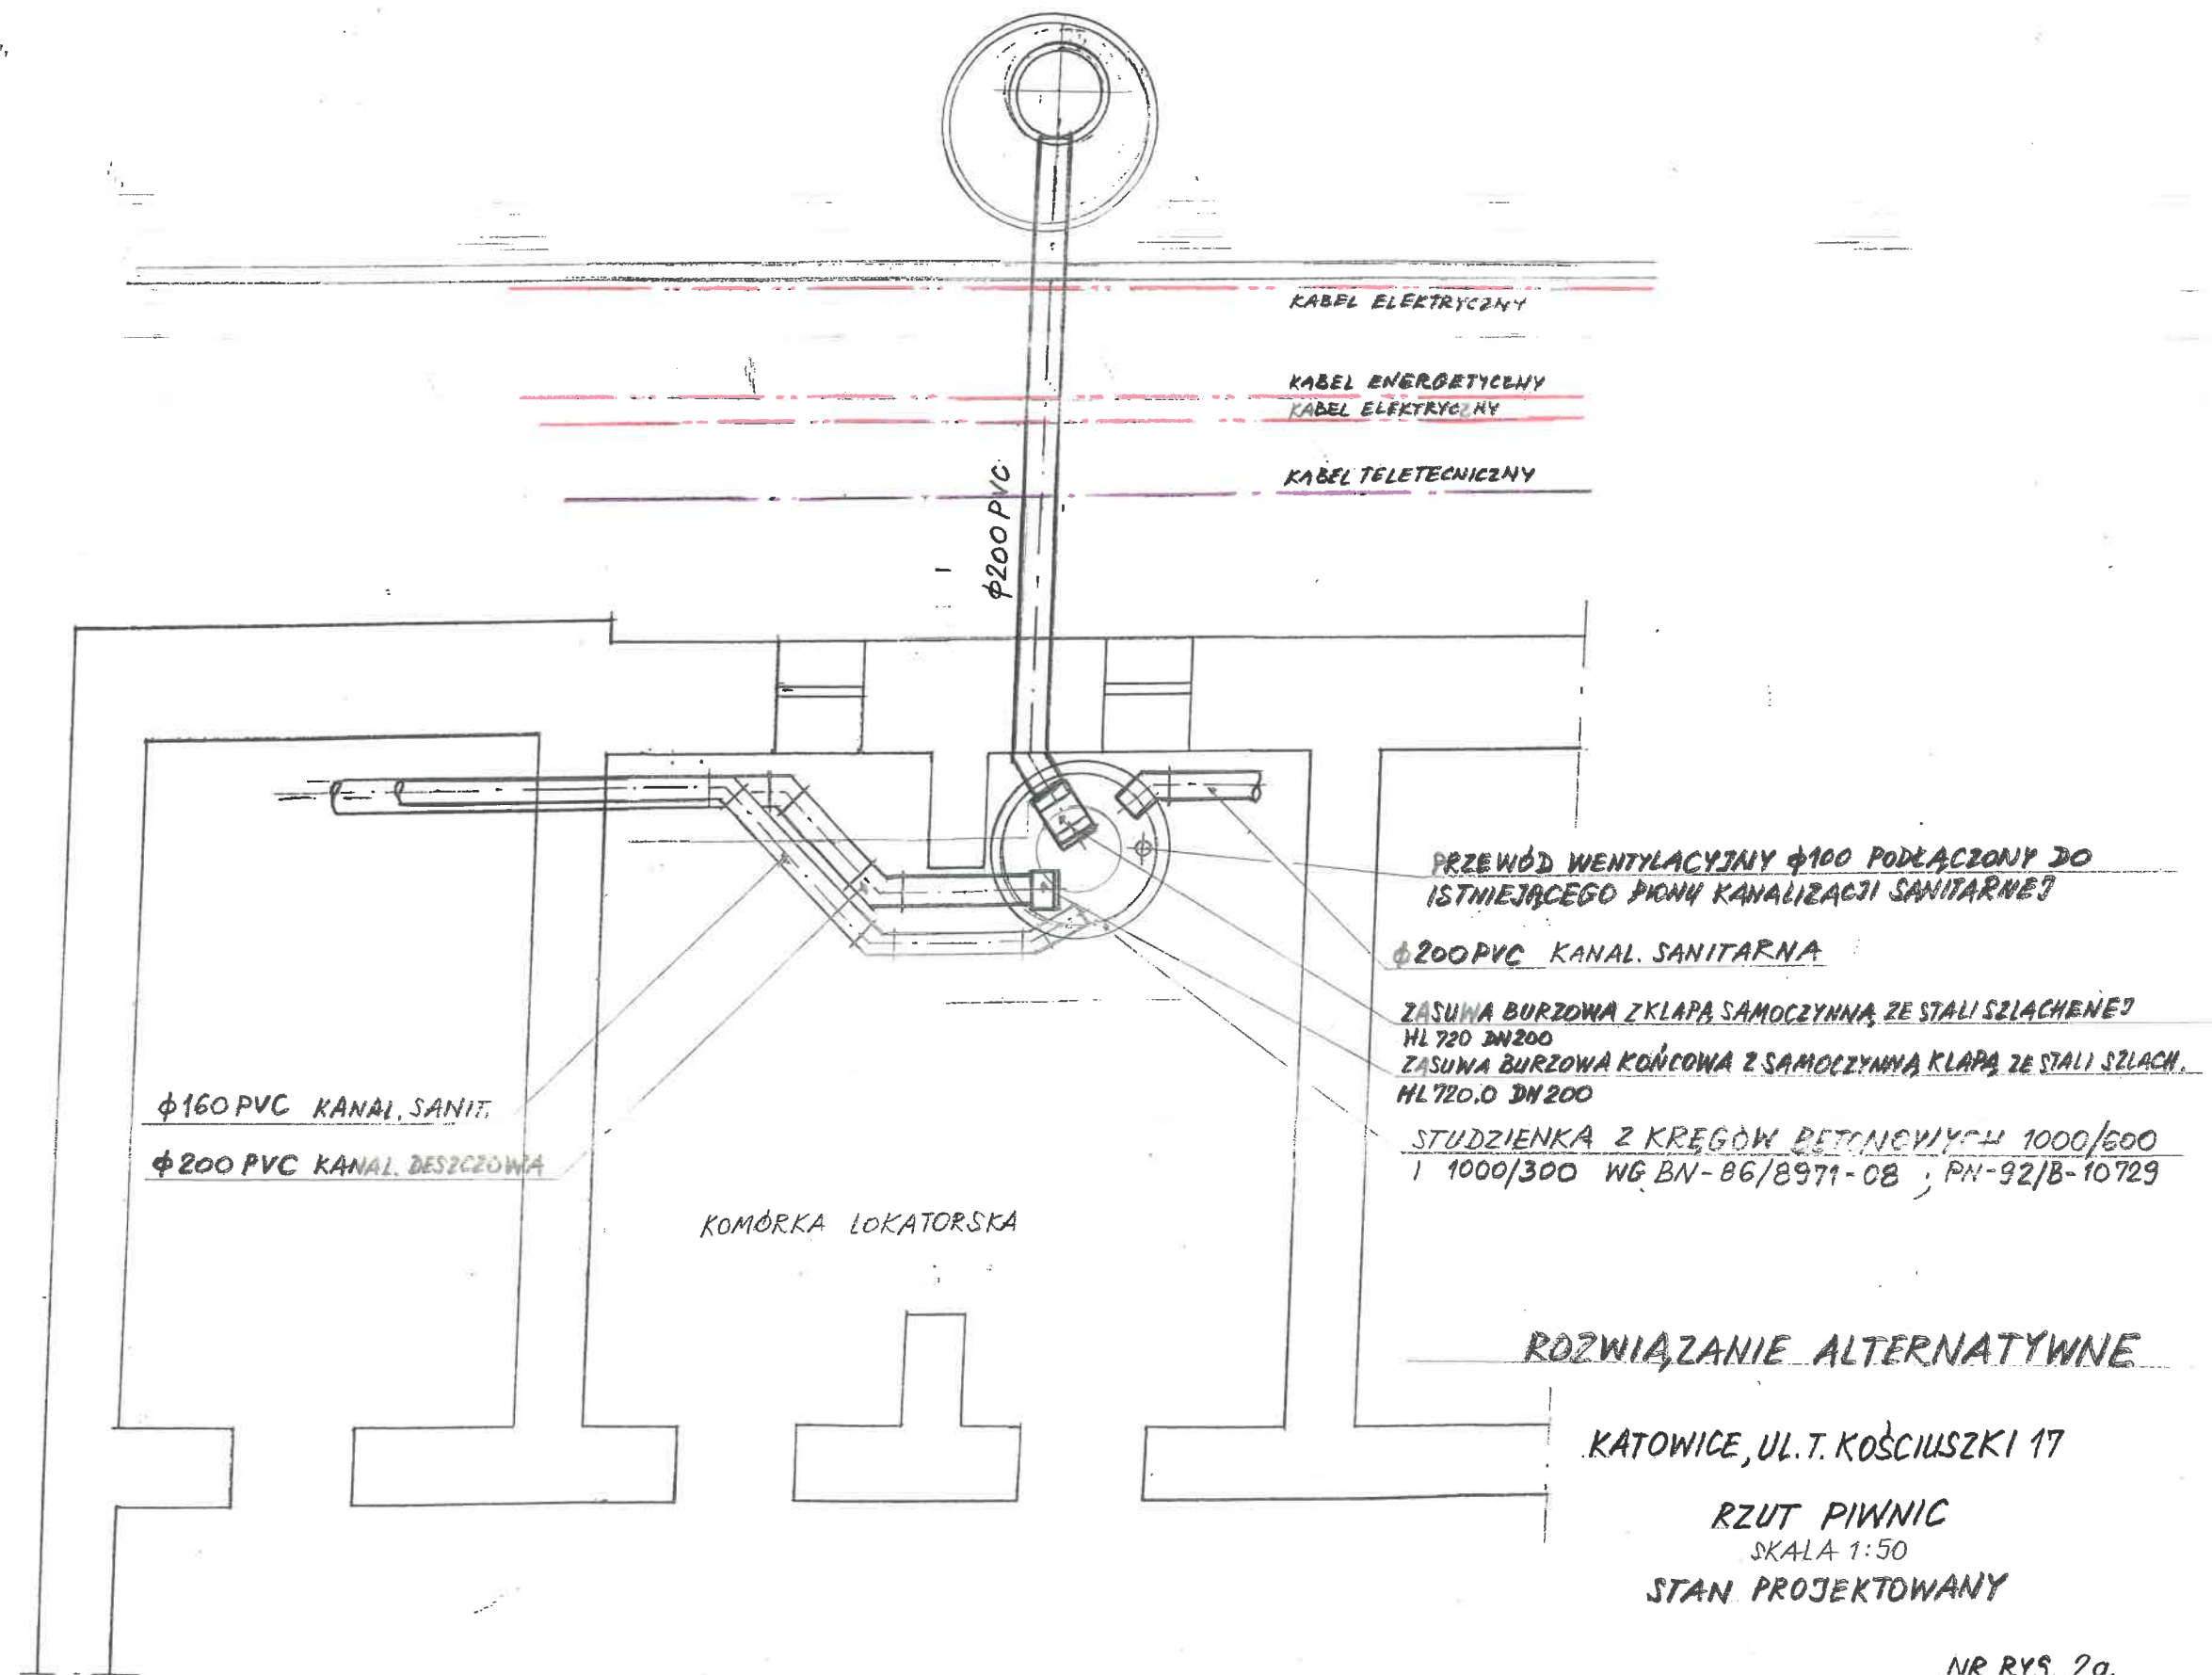 KABEL ELEKTRYCZNY
KABEL ENERGETYCZNY
KABEL ELEKTRYCZNY
KABEL TELETECNICZNY
φ200 PVC
PRZEWÓD WENTYLACYJNY φ100 PODŁĄCZONY DO
ISTNIEJĄCEGO PIONU KANALIZACJI SANITARNEJ
φ200 PVC KANAL. SANITARNA
ZASUWA BURZOWA Z KLAPĄ SAMOCZYNNĄ ZE STALI SZLACHENEJ
HL 720 DN200
ZASUWA BURZOWA KOŃCOWA Z SAMOCZYNNĄ KLAPĄ ZE STALI SZLACH.
HL 720.0 DN 200
STUDZIENKA Z KRĘGÓW BETONOWYCH 1000/600
I 1000/300 WG BN-86/8971-08 ; PN-92/B-10729
φ160 PVC KANAL. SANIT.
φ200 PVC KANAL. DESZCZOWA
KOMÓRKA LOKATORSKA
ROZWIĄZANIE ALTERNATYWNE
KATOWICE, UL. T. KOŚCIUSZKI 17
RZUT PIWNIC
SKALA 1:50
STAN PROJEKTOWANY
NR RYS. 2a.